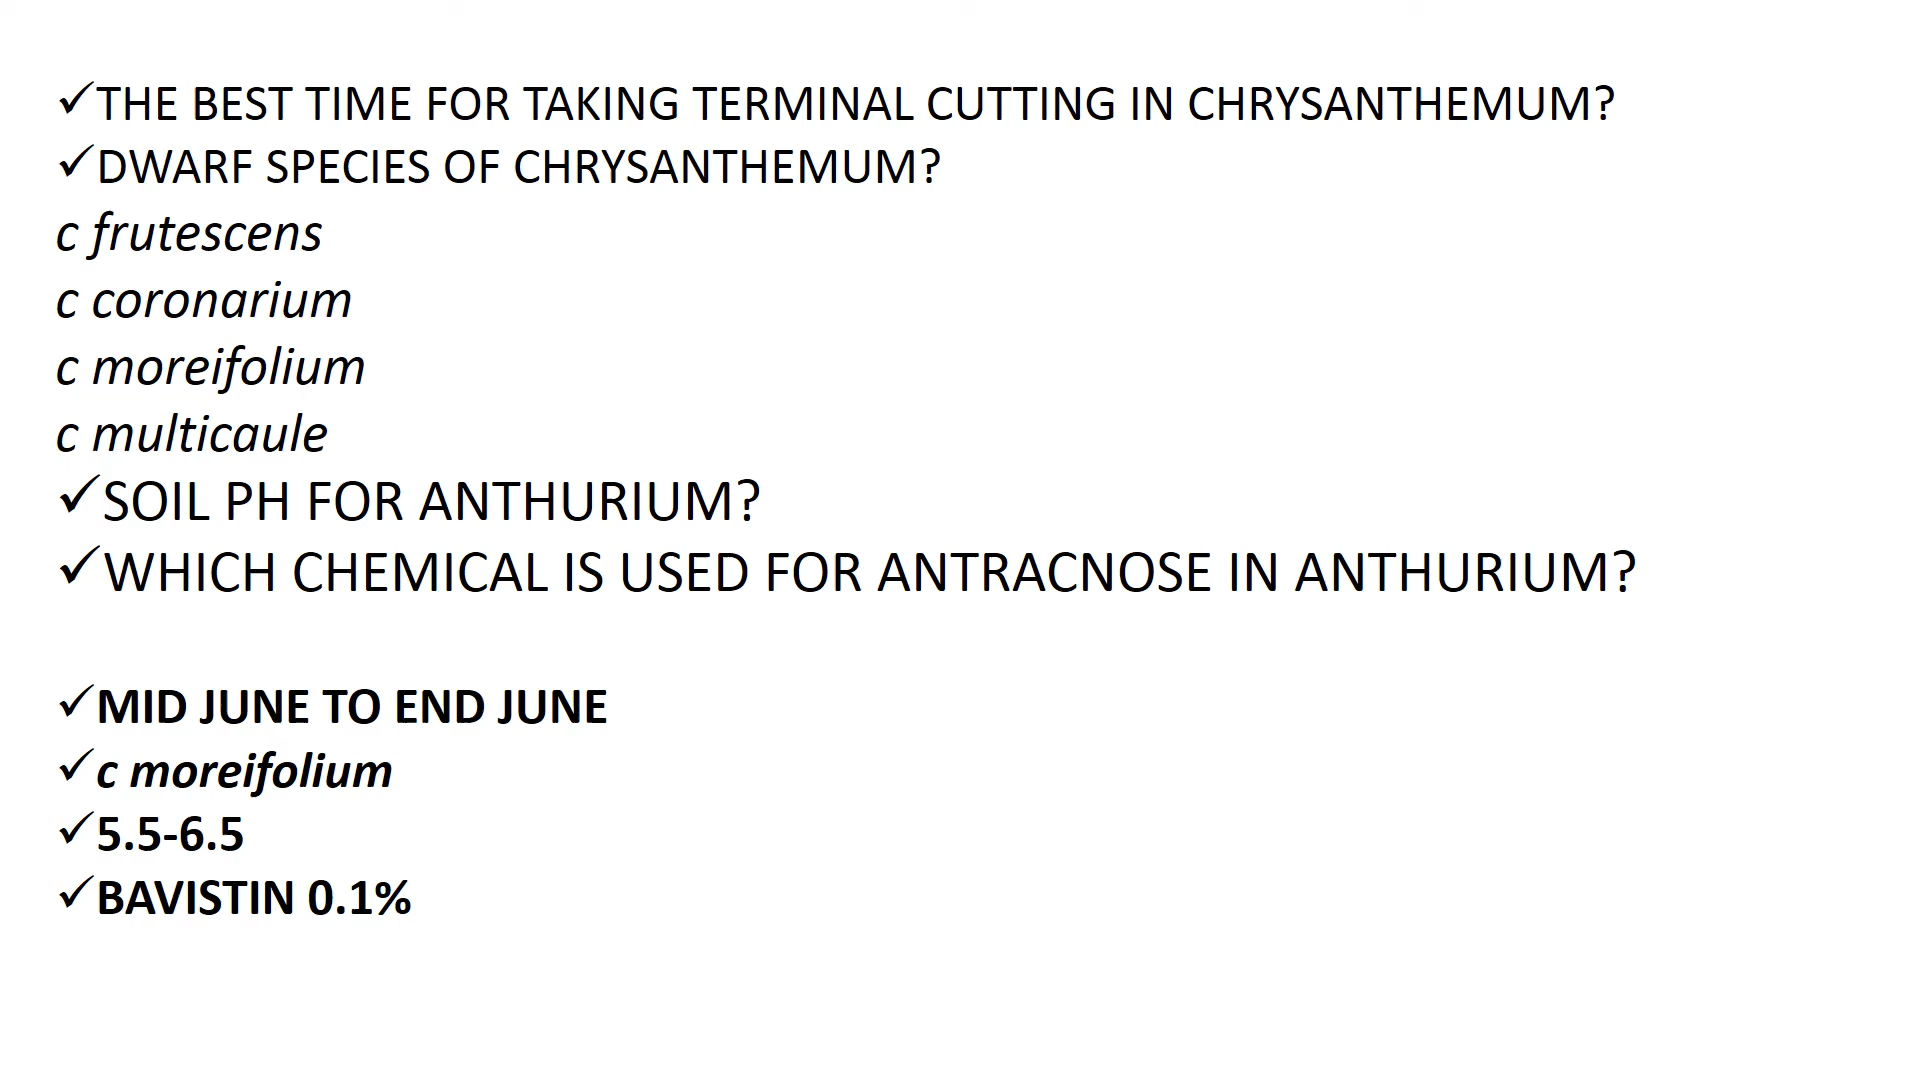 ✓THE BEST TIME FOR TAKING TERMINAL CUTTING IN CHRYSANTHEMUM?
✓DWARF SPECIES OF CHRYSANTHEMUM?
c frutescens
c coronarium
c moreifolium
c multicaule
✓SOIL PH FOR ANTHURIUM?
✓WHICH CHEMICAL IS USED FOR ANTRACNOSE IN ANTHURIUM?
✓MID JUNE TO END JUNE
✓c moreifolium
✓5.5-6.5
✓BAVISTIN 0.1%